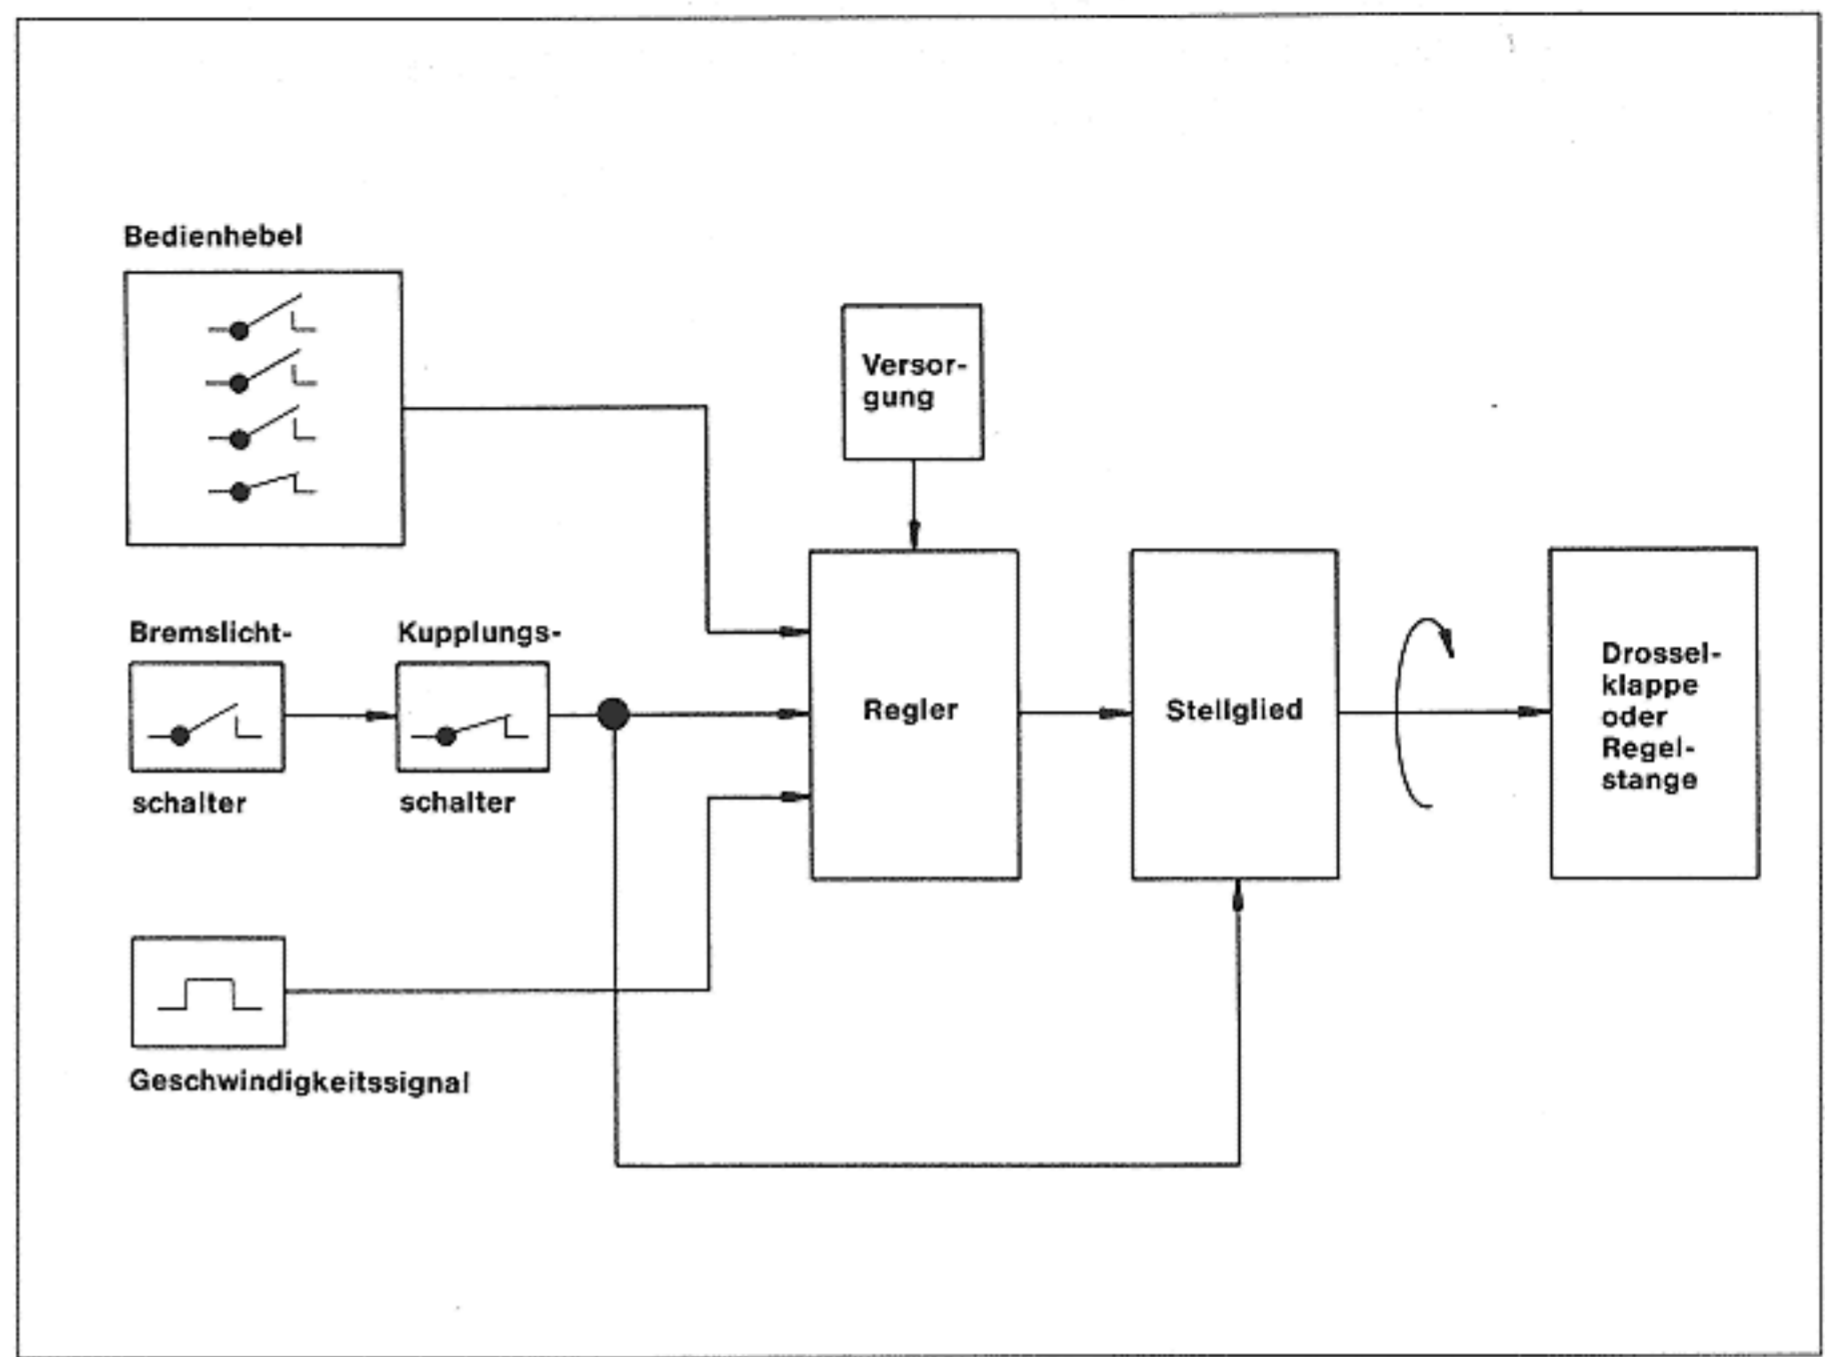 Bedienhebel
Versor-
gung
Bremslicht-
schalter
Kupplungs-
schalter
Regler
Stellglied
Drossel-
klappe
oder
Regel-
stange
Geschwindigkeitssignal